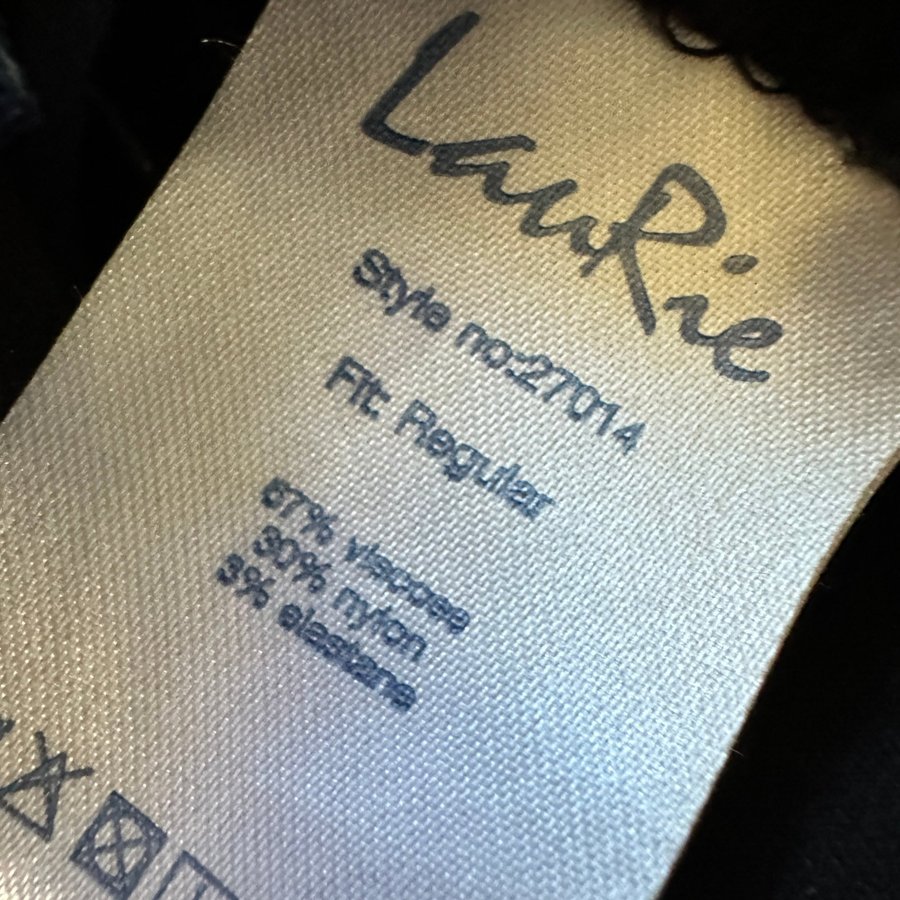 LauRie
Style no:27014
Fit: Regular
67% viscose
30% nylon
3% elastane